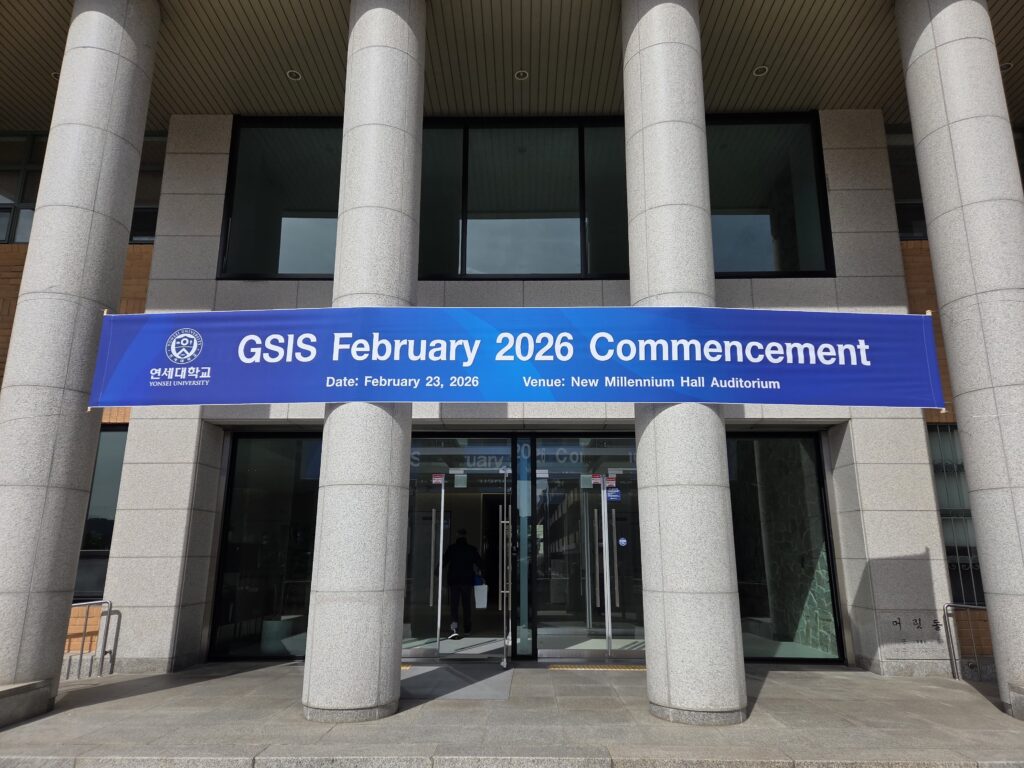 연세대학교
YONSEI UNIVERSITY
GSIS February 2026 Commencement
Date: February 23, 2026 Venue: New Millennium Hall Auditorium